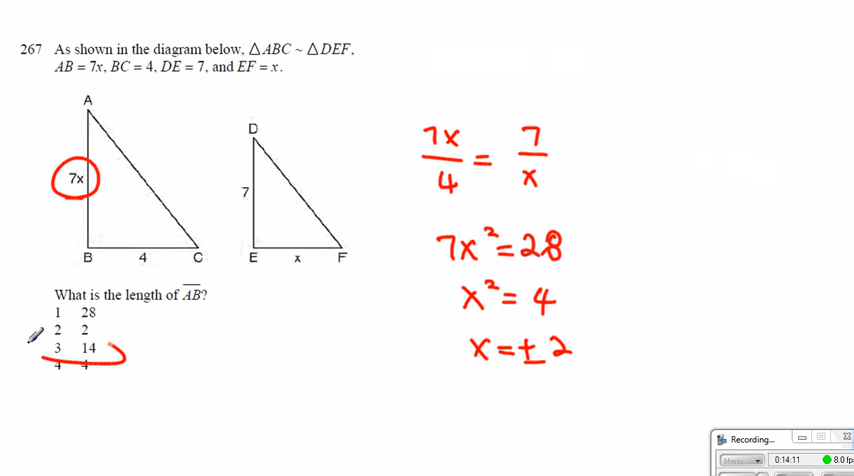 267 As shown in the diagram below, △ABC ~ △DEF,
AB = 7x, BC = 4, DE = 7, and EF = x.
A
D
7x
7
B 4 C
E x F
What is the length of A̅B̅?
1 28
2 2
3 14
4 4
7x/4 = 7/x
7x² = 28
x² = 4
x = ± 2
Recording...
Menu
0:14:11
8.0 fp